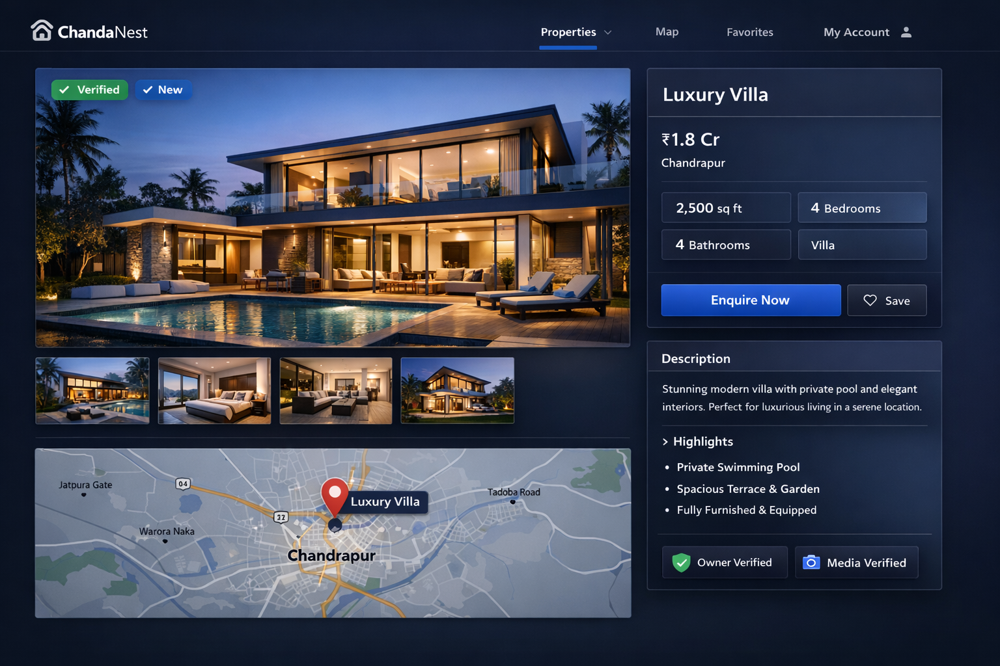 ChandaNest
Properties
Map
Favorites
My Account
Verified
New
Luxury Villa
₹1.8 Cr
Chandrapur
2,500 sq ft
4 Bedrooms
4 Bathrooms
Villa
Enquire Now
Save
Description
Stunning modern villa with private pool and elegant
interiors. Perfect for luxurious living in a serene location.
Highlights
• Private Swimming Pool
• Spacious Terrace & Garden
• Fully Furnished & Equipped
Owner Verified
Media Verified
Jatpura Gate
04
Luxury Villa
Tadoba Road
Warora Naka
Chandrapur